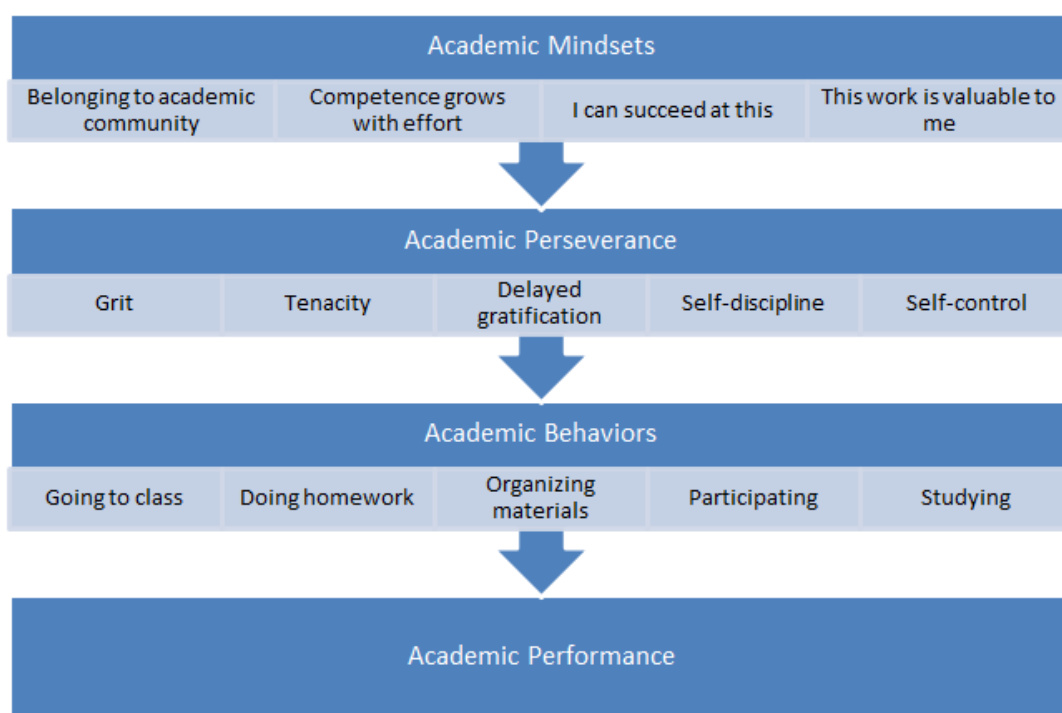 Academic Mindsets
Belonging to academic
community
Competence grows
with effort
I can succeed at this
This work is valuable to
me
Academic Perseverance
Grit
Tenacity
Delayed
gratification
Self-discipline
Self-control
Academic Behaviors
Going to class
Doing homework
Organizing
materials
Participating
Studying
Academic Performance